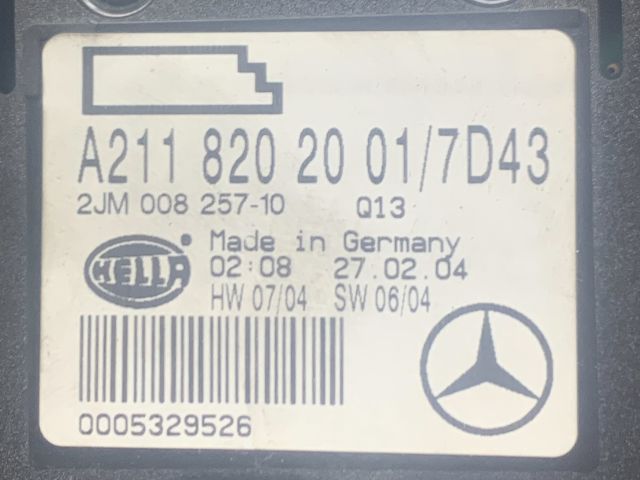 A211 820 20 01/7D43
2JM 008 257-10 Q13
HELLA ®
Made in Germany
02:08 27.02.04
HW 07/04 SW 06/04
0005329526